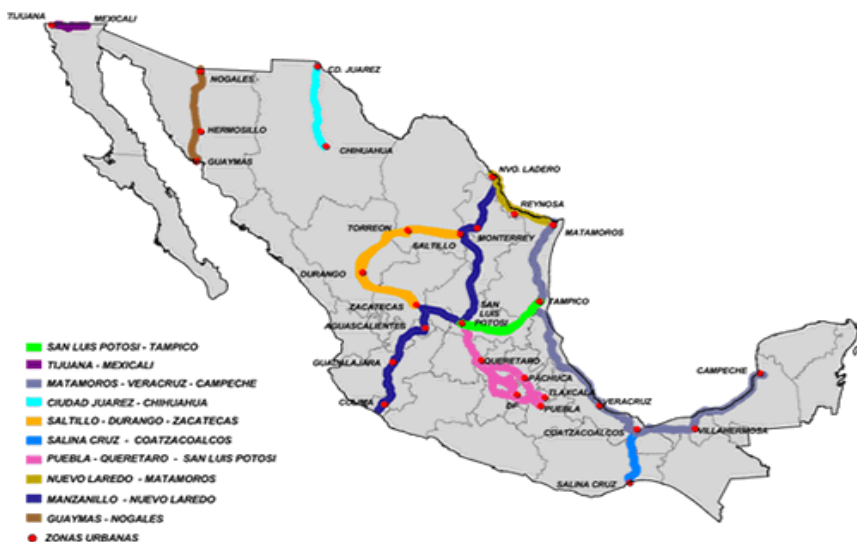 TIJUANA
MEXICALI
NOGALES
CD. JUAREZ
HERMOSILLO
CHIHUAHUA
GUAYMAS
NVO. LADERO
REYNOSA
MATAMOROS
TORREON
SALTILLO
MONTERREY
DURANGO
ZACATECAS
SAN
LUIS
POTOSI
TAMPICO
AGUASCALIENTES
GUADALAJARA
QUERETARO
PACHUCA
TLAXCALA
COLIMA
DF
PUEBLA
VERACRUZ
CAMPECHE
COATZACOALCOS
VILLAHERMOSA
SALINA CRUZ
SAN LUIS POTOSI - TAMPICO
TIJUANA - MEXICALI
MATAMOROS - VERACRUZ - CAMPECHE
CIUDAD JUAREZ - CHIHUAHUA
SALTILLO - DURANGO - ZACATECAS
SALINA CRUZ - COATZACOALCOS
PUEBLA - QUERETARO - SAN LUIS POTOSI
NUEVO LAREDO - MATAMOROS
MANZANILLO - NUEVO LAREDO
GUAYMAS - NOGALES
ZONAS URBANAS